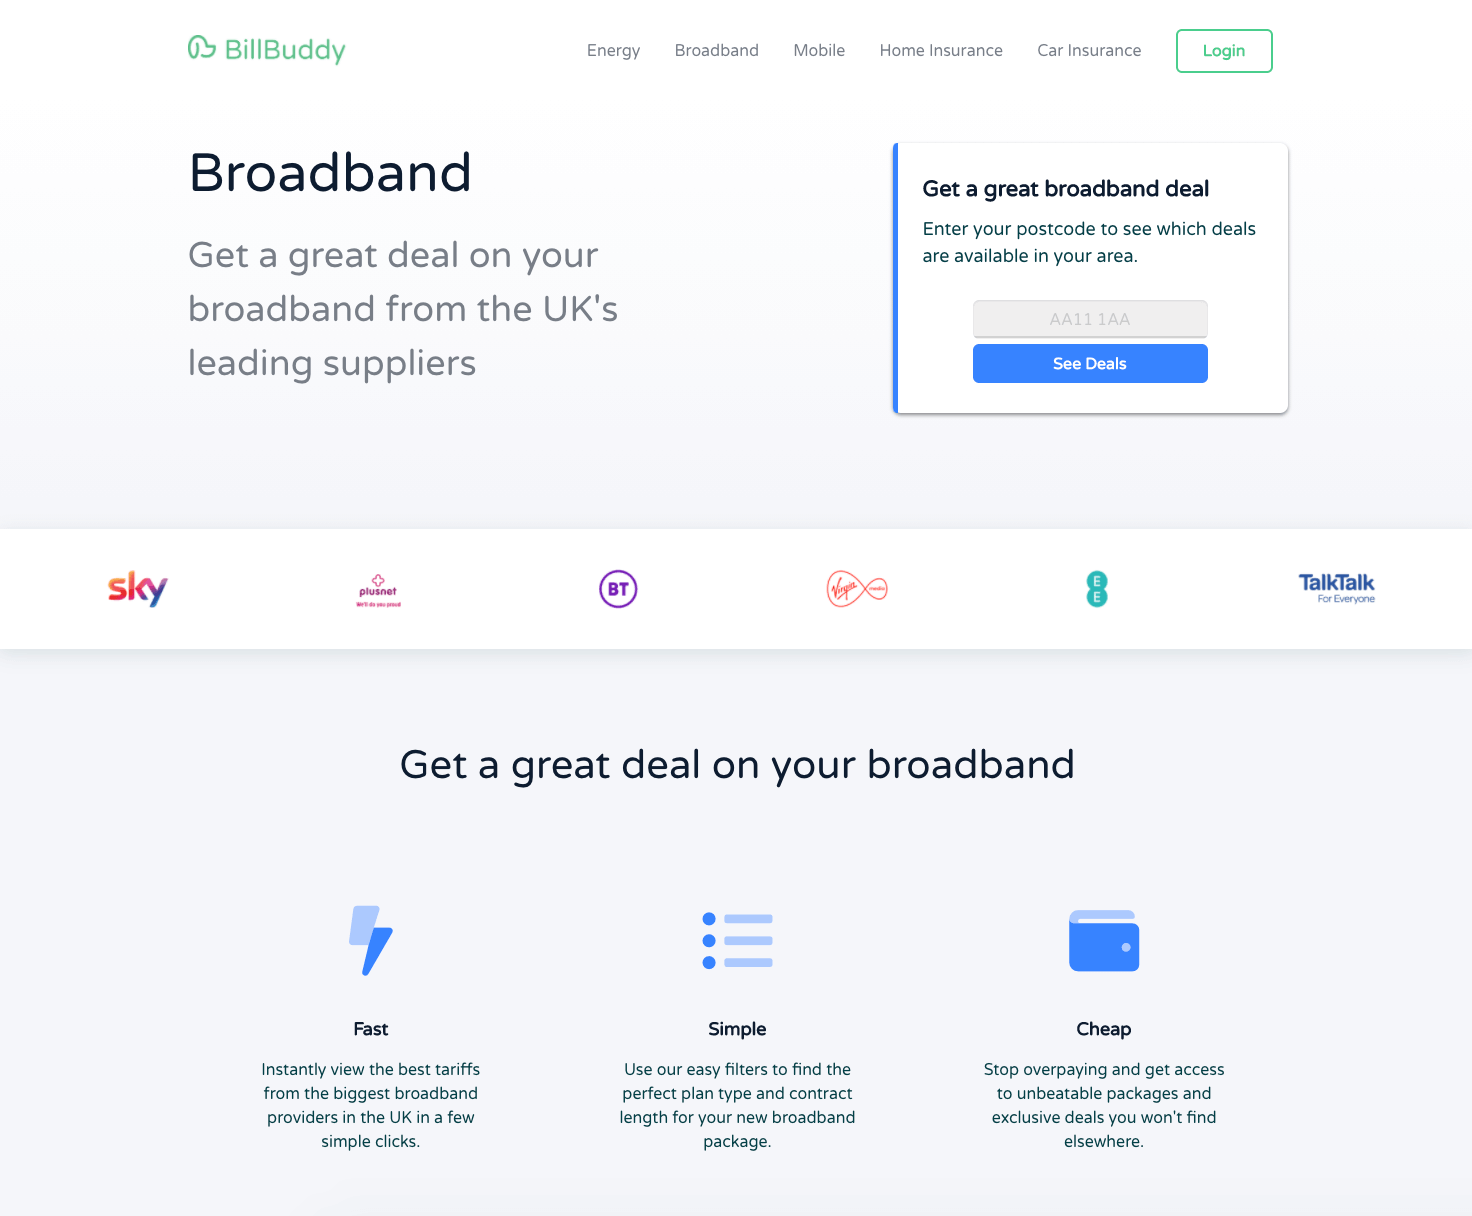 BillBuddy
Energy Broadband Mobile Home Insurance Car Insurance Login
Broadband
Get a great deal on your
broadband from the UK's
leading suppliers
Get a great broadband deal
Enter your postcode to see which deals
are available in your area.
AA11 1AA
See Deals
sky
plusnet
We'll do you proud
BT
Virgin media
E
E
TalkTalk
For Everyone
Get a great deal on your broadband
Fast
Instantly view the best tariffs
from the biggest broadband
providers in the UK in a few
simple clicks.
Simple
Use our easy filters to find the
perfect plan type and contract
length for your new broadband
package.
Cheap
Stop overpaying and get access
to unbeatable packages and
exclusive deals you won't find
elsewhere.